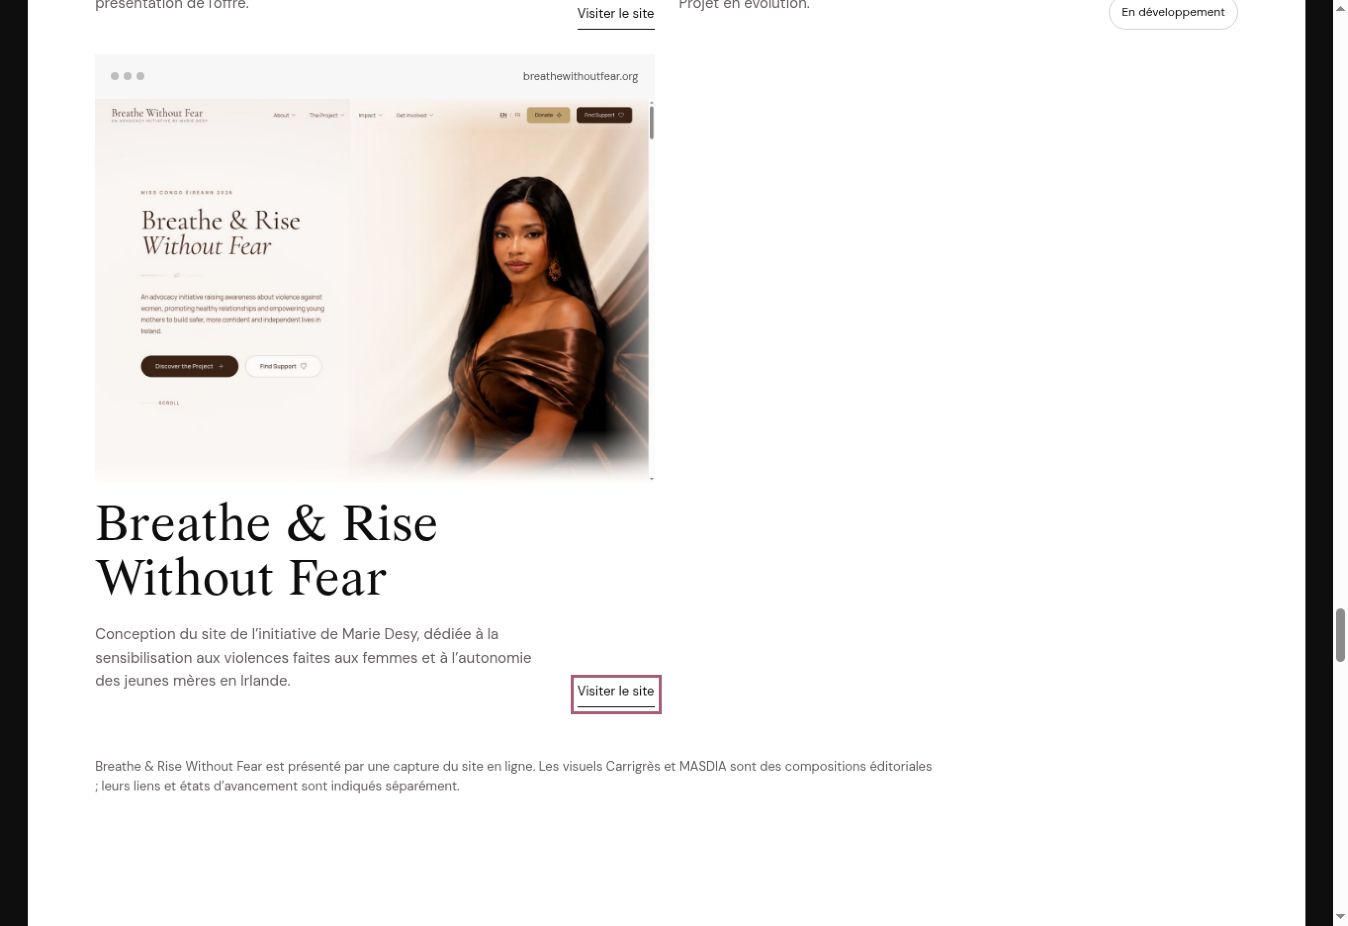 présentation de l'offre.
Visiter le site
Projet en évolution.
En développement
breathewithoutfear.org
Breathe Without Fear
AN ADVOCACY INITIATIVE BY MARIE DESY
About
The Project
Impact
Get Involved
EN | FR
Donate
Find Support
MISS CONGO ÉIREANN 2026
Breathe & Rise
Without Fear
An advocacy initiative raising awareness about violence against
women, promoting healthy relationships and empowering young
mothers to build safer, more confident and independent lives in
Ireland.
Discover the Project →
Find Support
SCROLL
Breathe & Rise
Without Fear
Conception du site de l’initiative de Marie Desy, dédiée à la
sensibilisation aux violences faites aux femmes et à l’autonomie
des jeunes mères en Irlande.
Visiter le site
Breathe & Rise Without Fear est présenté par une capture du site en ligne. Les visuels Carrigrès et MASDIA sont des compositions éditoriales
; leurs liens et états d’avancement sont indiqués séparément.